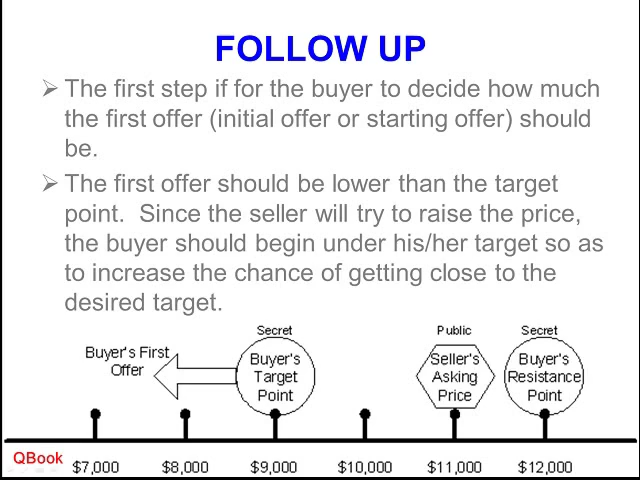 FOLLOW UP
➢ The first step if for the buyer to decide how much
the first offer (initial offer or starting offer) should
be.
➢ The first offer should be lower than the target
point.  Since the seller will try to raise the price,
the buyer should begin under his/her target so as
to increase the chance of getting close to the
desired target.
Secret
Public
Secret
Buyer's First
Offer
Buyer's
Target
Point
Seller's
Asking
Price
Buyer's
Resistance
Point
QBook
$7,000
$8,000
$9,000
$10,000
$11,000
$12,000